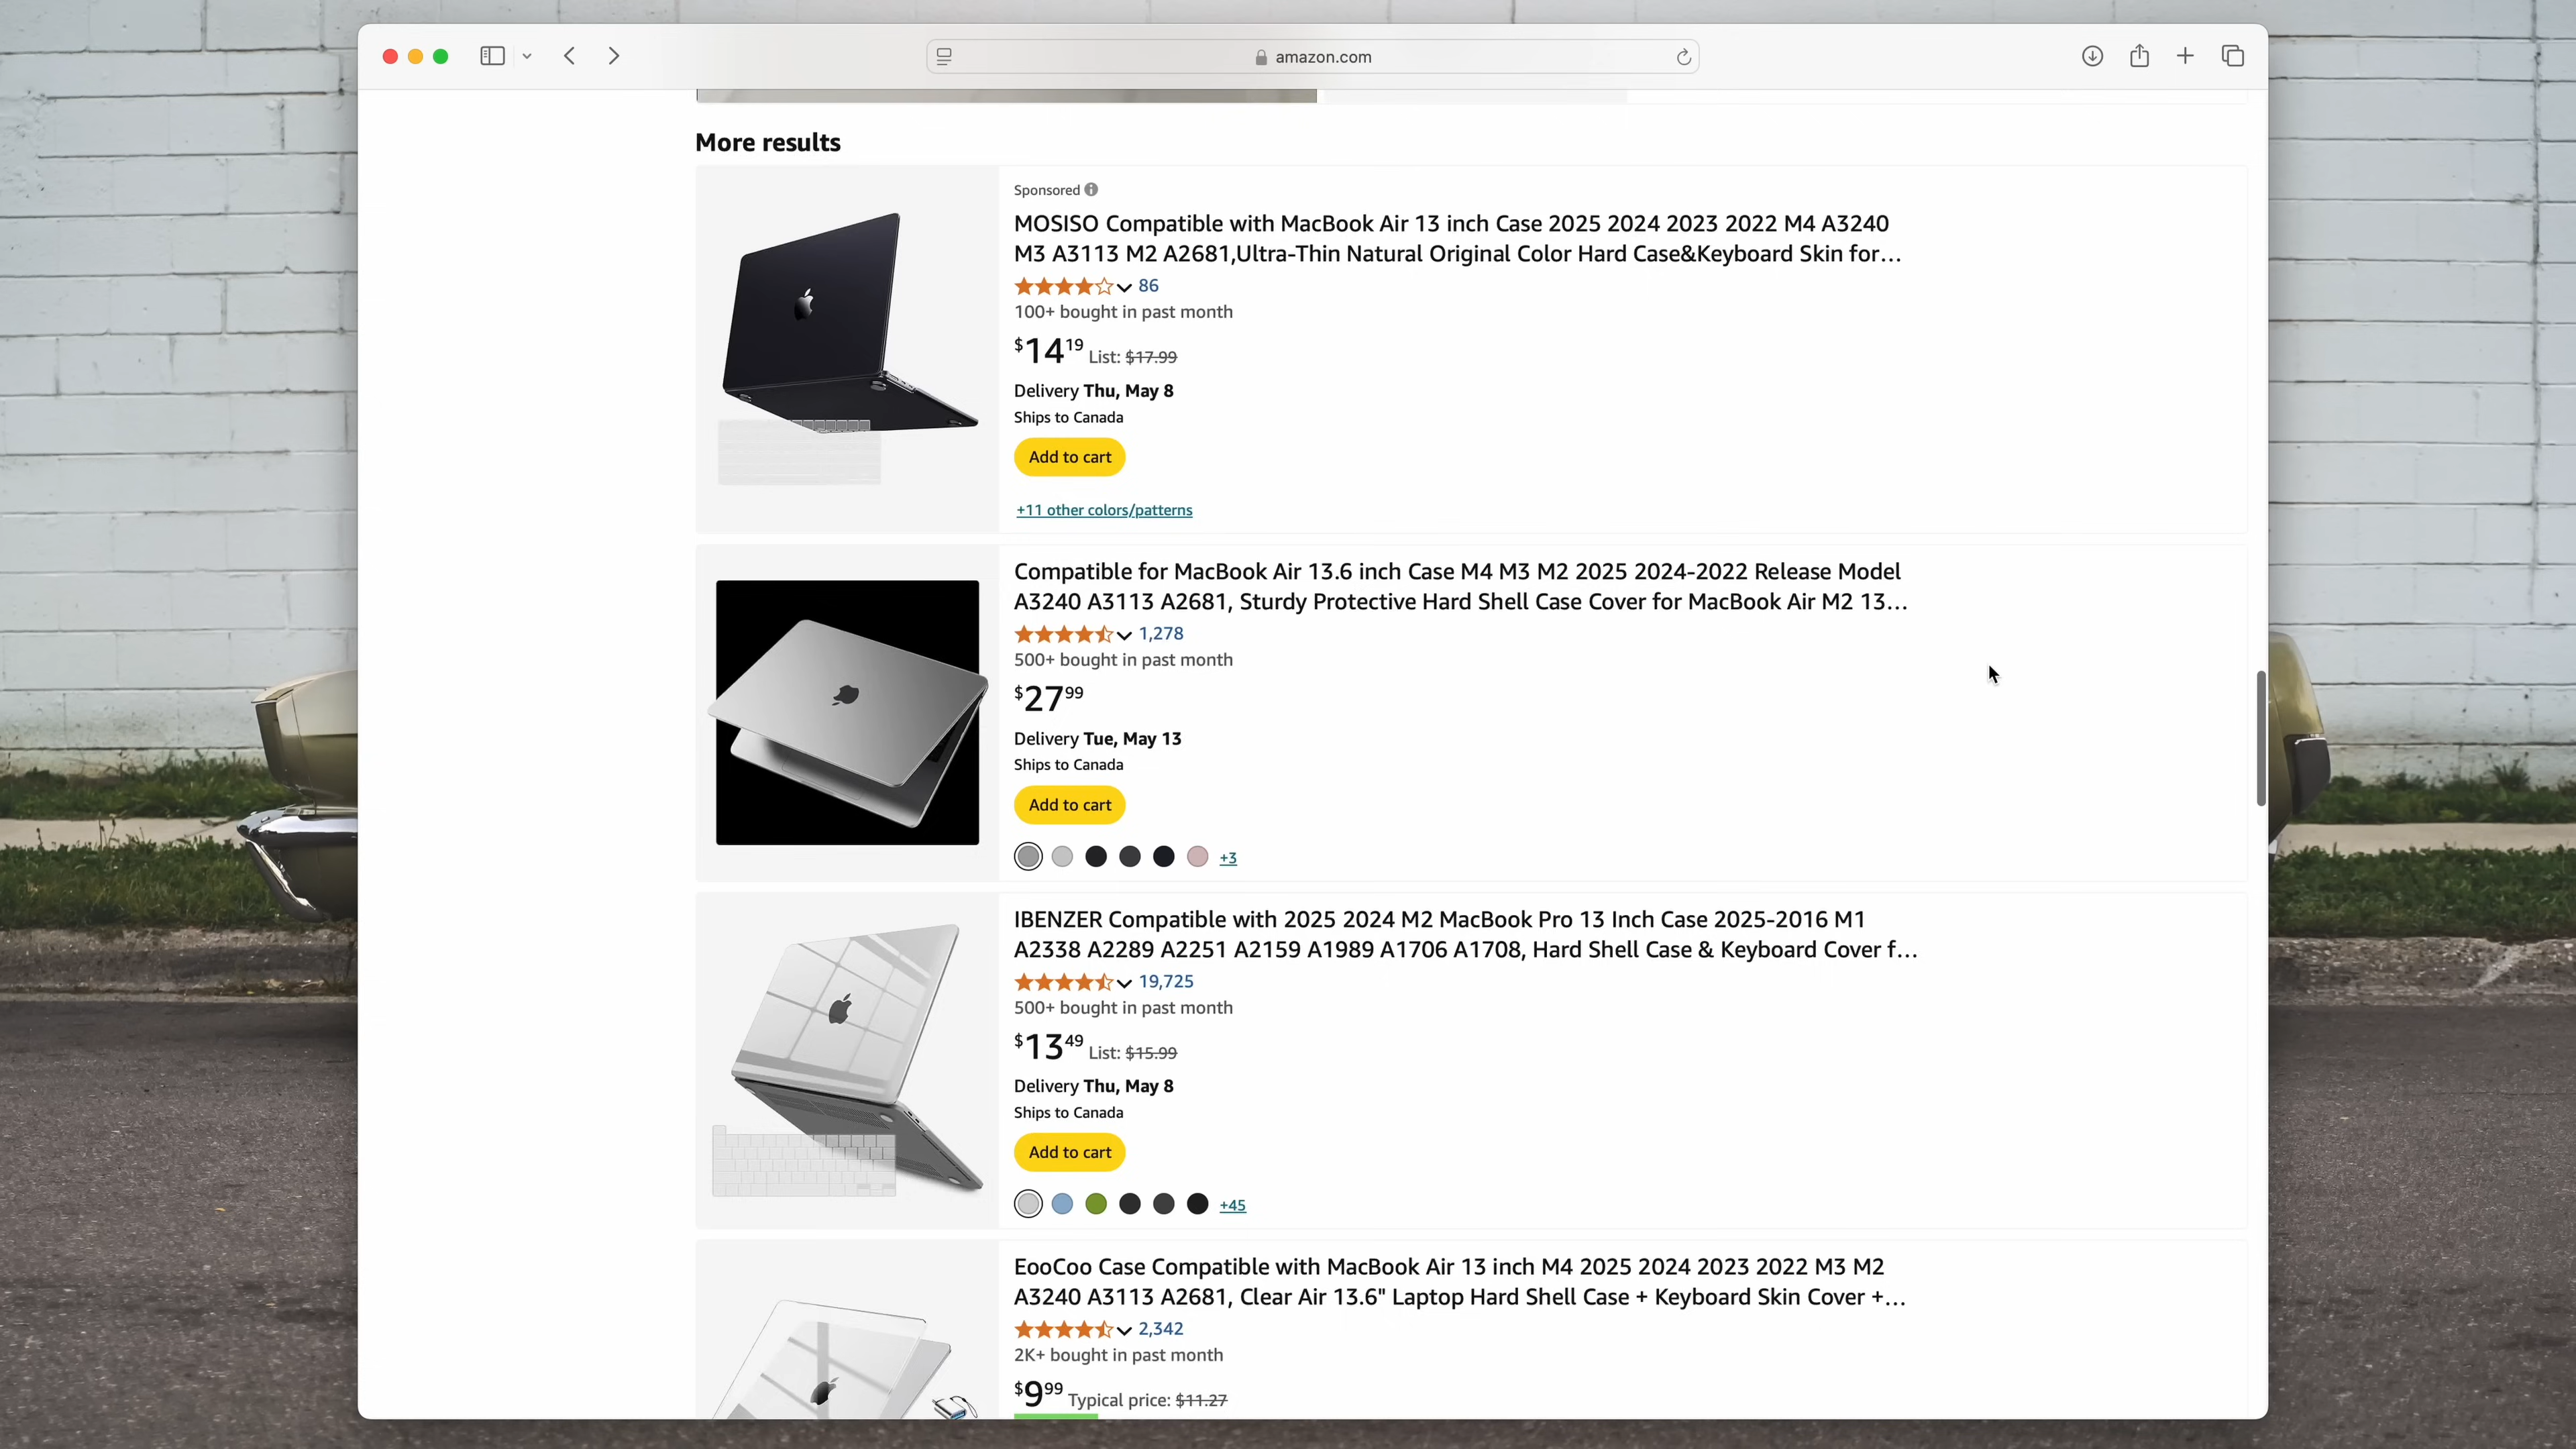 amazon.com
More results
Sponsored
MOSISO Compatible with MacBook Air 13 inch Case 2025 2024 2023 2022 M4 A3240
M3 A3113 M2 A2681,Ultra-Thin Natural Original Color Hard Case&Keyboard Skin for...
86
100+ bought in past month
$14.19 List: $17.99
Delivery Thu, May 8
Ships to Canada
Add to cart
+11 other colors/patterns
Compatible for MacBook Air 13.6 inch Case M4 M3 M2 2025 2024-2022 Release Model
A3240 A3113 A2681, Sturdy Protective Hard Shell Case Cover for MacBook Air M2 13...
1,278
500+ bought in past month
$27.99
Delivery Tue, May 13
Ships to Canada
Add to cart
+3
IBENZER Compatible with 2025 2024 M2 MacBook Pro 13 Inch Case 2025-2016 M1
A2338 A2289 A2251 A2159 A1989 A1706 A1708, Hard Shell Case & Keyboard Cover f...
19,725
500+ bought in past month
$13.49 List: $15.99
Delivery Thu, May 8
Ships to Canada
Add to cart
+45
EooCoo Case Compatible with MacBook Air 13 inch M4 2025 2024 2023 2022 M3 M2
A3240 A3113 A2681, Clear Air 13.6" Laptop Hard Shell Case + Keyboard Skin Cover +...
2,342
2K+ bought in past month
$9.99 Typical price: $11.27